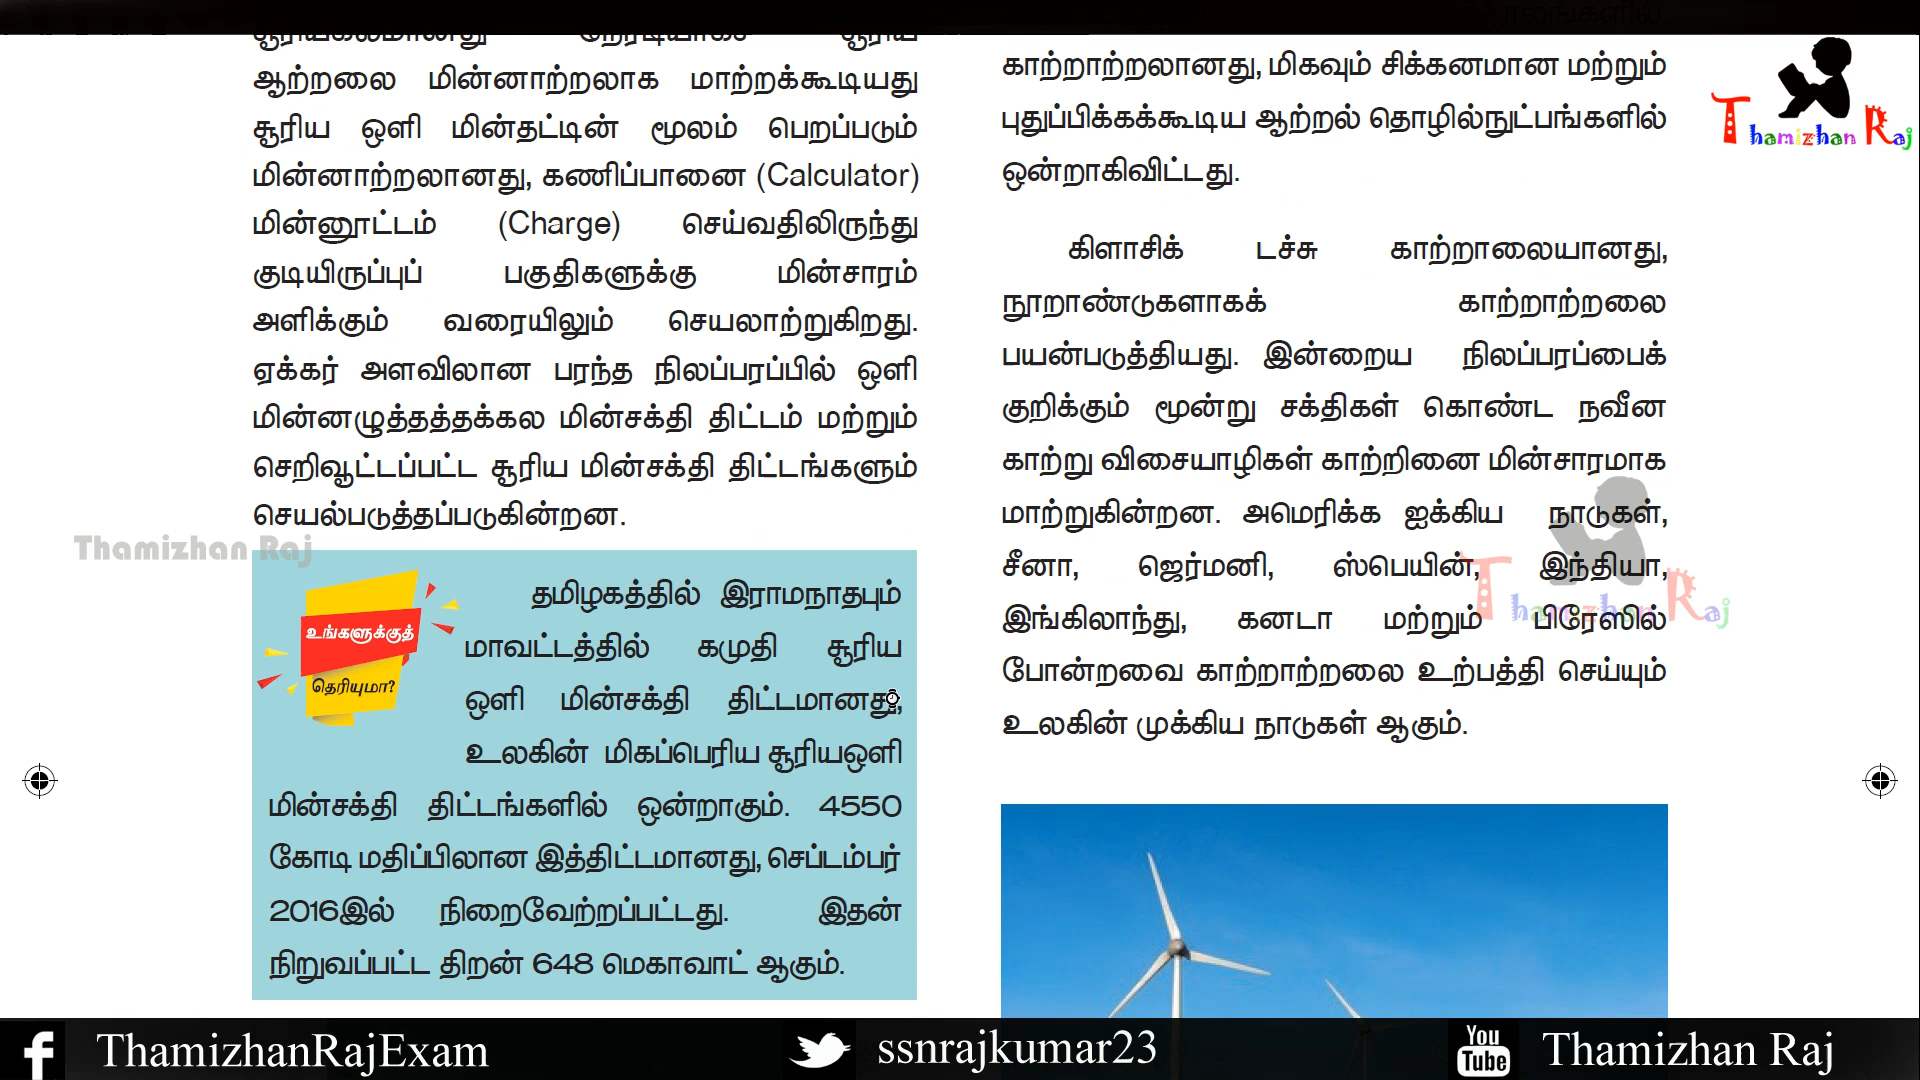 ஆற்றலை மின்னாற்றலாக மாற்றக்கூடியது
சூரிய ஒளி மின்தட்டின் மூலம் பெறப்படும்
மின்னாற்றலானது, கணிப்பானை (Calculator)
மின்னூட்டம் (Charge) செய்வதிலிருந்து
குடியிருப்புப் பகுதிகளுக்கு மின்சாரம்
அளிக்கும் வரையிலும் செயலாற்றுகிறது.
ஏக்கர் அளவிலான பரந்த நிலப்பரப்பில் ஒளி
மின்னழுத்தத்தக்கல மின்சக்தி திட்டம் மற்றும்
செறிவூட்டப்பட்ட சூரிய மின்சக்தி திட்டங்களும்
செயல்படுத்தப்படுகின்றன.
Thamizhan Raj
உங்களுக்குத்
தெரியுமா?
தமிழகத்தில் இராமநாதபும்
மாவட்டத்தில் கமுதி சூரிய
ஒளி மின்சக்தி திட்டமானது,
உலகின் மிகப்பெரிய சூரியஒளி
மின்சக்தி திட்டங்களில் ஒன்றாகும். 4550
கோடி மதிப்பிலான இத்திட்டமானது, செப்டம்பர்
2016இல் நிறைவேற்றப்பட்டது. இதன்
நிறுவப்பட்ட திறன் 648 மெகாவாட் ஆகும்.
காற்றாற்றலானது, மிகவும் சிக்கனமான மற்றும்
புதுப்பிக்கக்கூடிய ஆற்றல் தொழில்நுட்பங்களில்
ஒன்றாகிவிட்டது.
கிளாசிக் டச்சு காற்றாலையானது,
நூறாண்டுகளாகக் காற்றாற்றலை
பயன்படுத்தியது. இன்றைய நிலப்பரப்பைக்
குறிக்கும் மூன்று சக்திகள் கொண்ட நவீன
காற்று விசையாழிகள் காற்றினை மின்சாரமாக
மாற்றுகின்றன. அமெரிக்க ஐக்கிய நாடுகள்,
சீனா, ஜெர்மனி, ஸ்பெயின், இந்தியா,
இங்கிலாந்து, கனடா மற்றும் பிரேஸில்
போன்றவை காற்றாற்றலை உற்பத்தி செய்யும்
உலகின் முக்கிய நாடுகள் ஆகும்.
Thamizhan Raj
Thamizhan Raj
ThamizhanRajExam
ssnrajkumar23
You
Tube
Thamizhan Raj